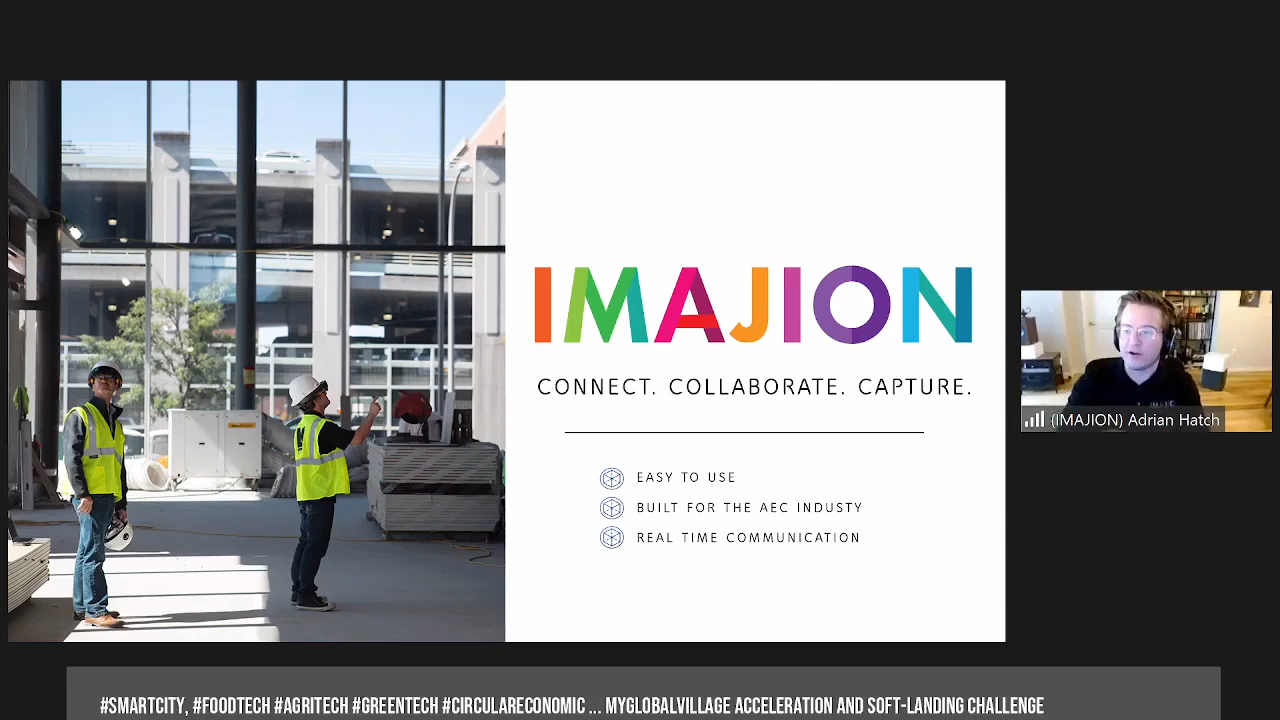 IMAJION
CONNECT. COLLABORATE. CAPTURE.
EASY TO USE
BUILT FOR THE AEC INDUSTY
REAL TIME COMMUNICATION
(IMAJION) Adrian Hatch
#SMARTCITY, #FOODTECH #AGRITECH #GREENTECH #CIRCULARECONOMIC ... MYGLOBALVILLAGE ACCELERATION AND SOFT-LANDING CHALLENGE